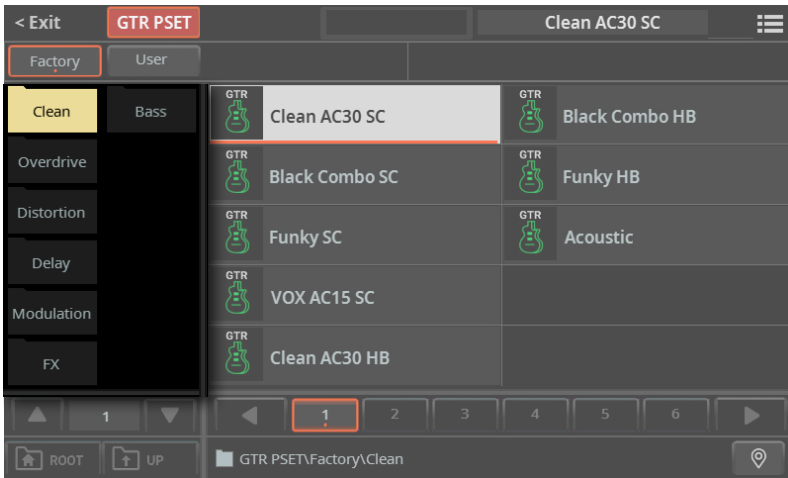 < Exit GTR PSET Clean AC30 SC
Factory User
Clean Bass
Overdrive
Distortion
Delay
Modulation
FX
GTR Clean AC30 SC GTR Black Combo HB
GTR Black Combo SC GTR Funky HB
GTR Funky SC GTR Acoustic
GTR VOX AC15 SC
GTR Clean AC30 HB
1 1 2 3 4 5 6
ROOT UP GTR PSET\Factory\Clean